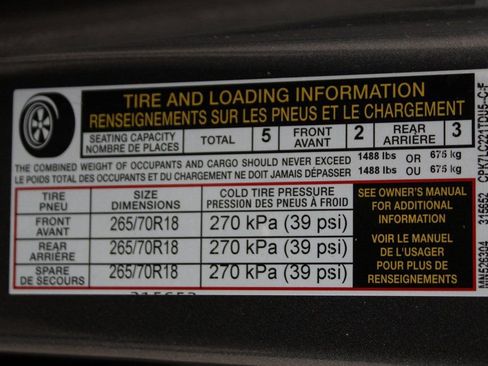 TIRE AND LOADING INFORMATION
RENSEIGNEMENTS SUR LES PNEUS ET LE CHARGEMENT
SEATING CAPACITY TOTAL 5 FRONT 2 REAR 3
NOMBRE DE PLACES AVANT ARRIÈRE
THE COMBINED WEIGHT OF OCCUPANTS AND CARGO SHOULD NEVER EXCEED 1488 lbs OR 675 kg
LE POIDS TOTAL DES OCCUPANTS ET DU CHARGEMENT NE DOIT JAMAIS DÉPASSER 1488 lbs OU 675 kg
TIRE SIZE COLD TIRE PRESSURE
PNEU DIMENSIONS PRESSION DES PNEUS À FROID
FRONT
AVANT 265/70R18 270 kPa (39 psi)
REAR
ARRIÈRE 265/70R18 270 kPa (39 psi)
SPARE
DE SECOURS 265/70R18 270 kPa (39 psi)
SEE OWNER'S MANUAL
FOR ADDITIONAL
INFORMATION
VOIR LE MANUEL
DE L'USAGER
POUR PLUS DE
RENSEIGNEMENTS
315652